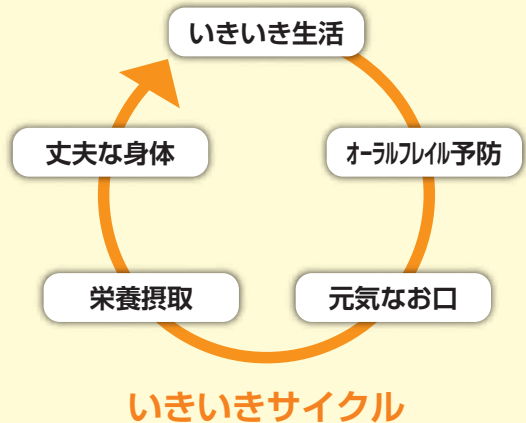 いきいき生活
オーラルフレイル予防
元気なお口
栄養摂取
丈夫な身体
いきいきサイクル